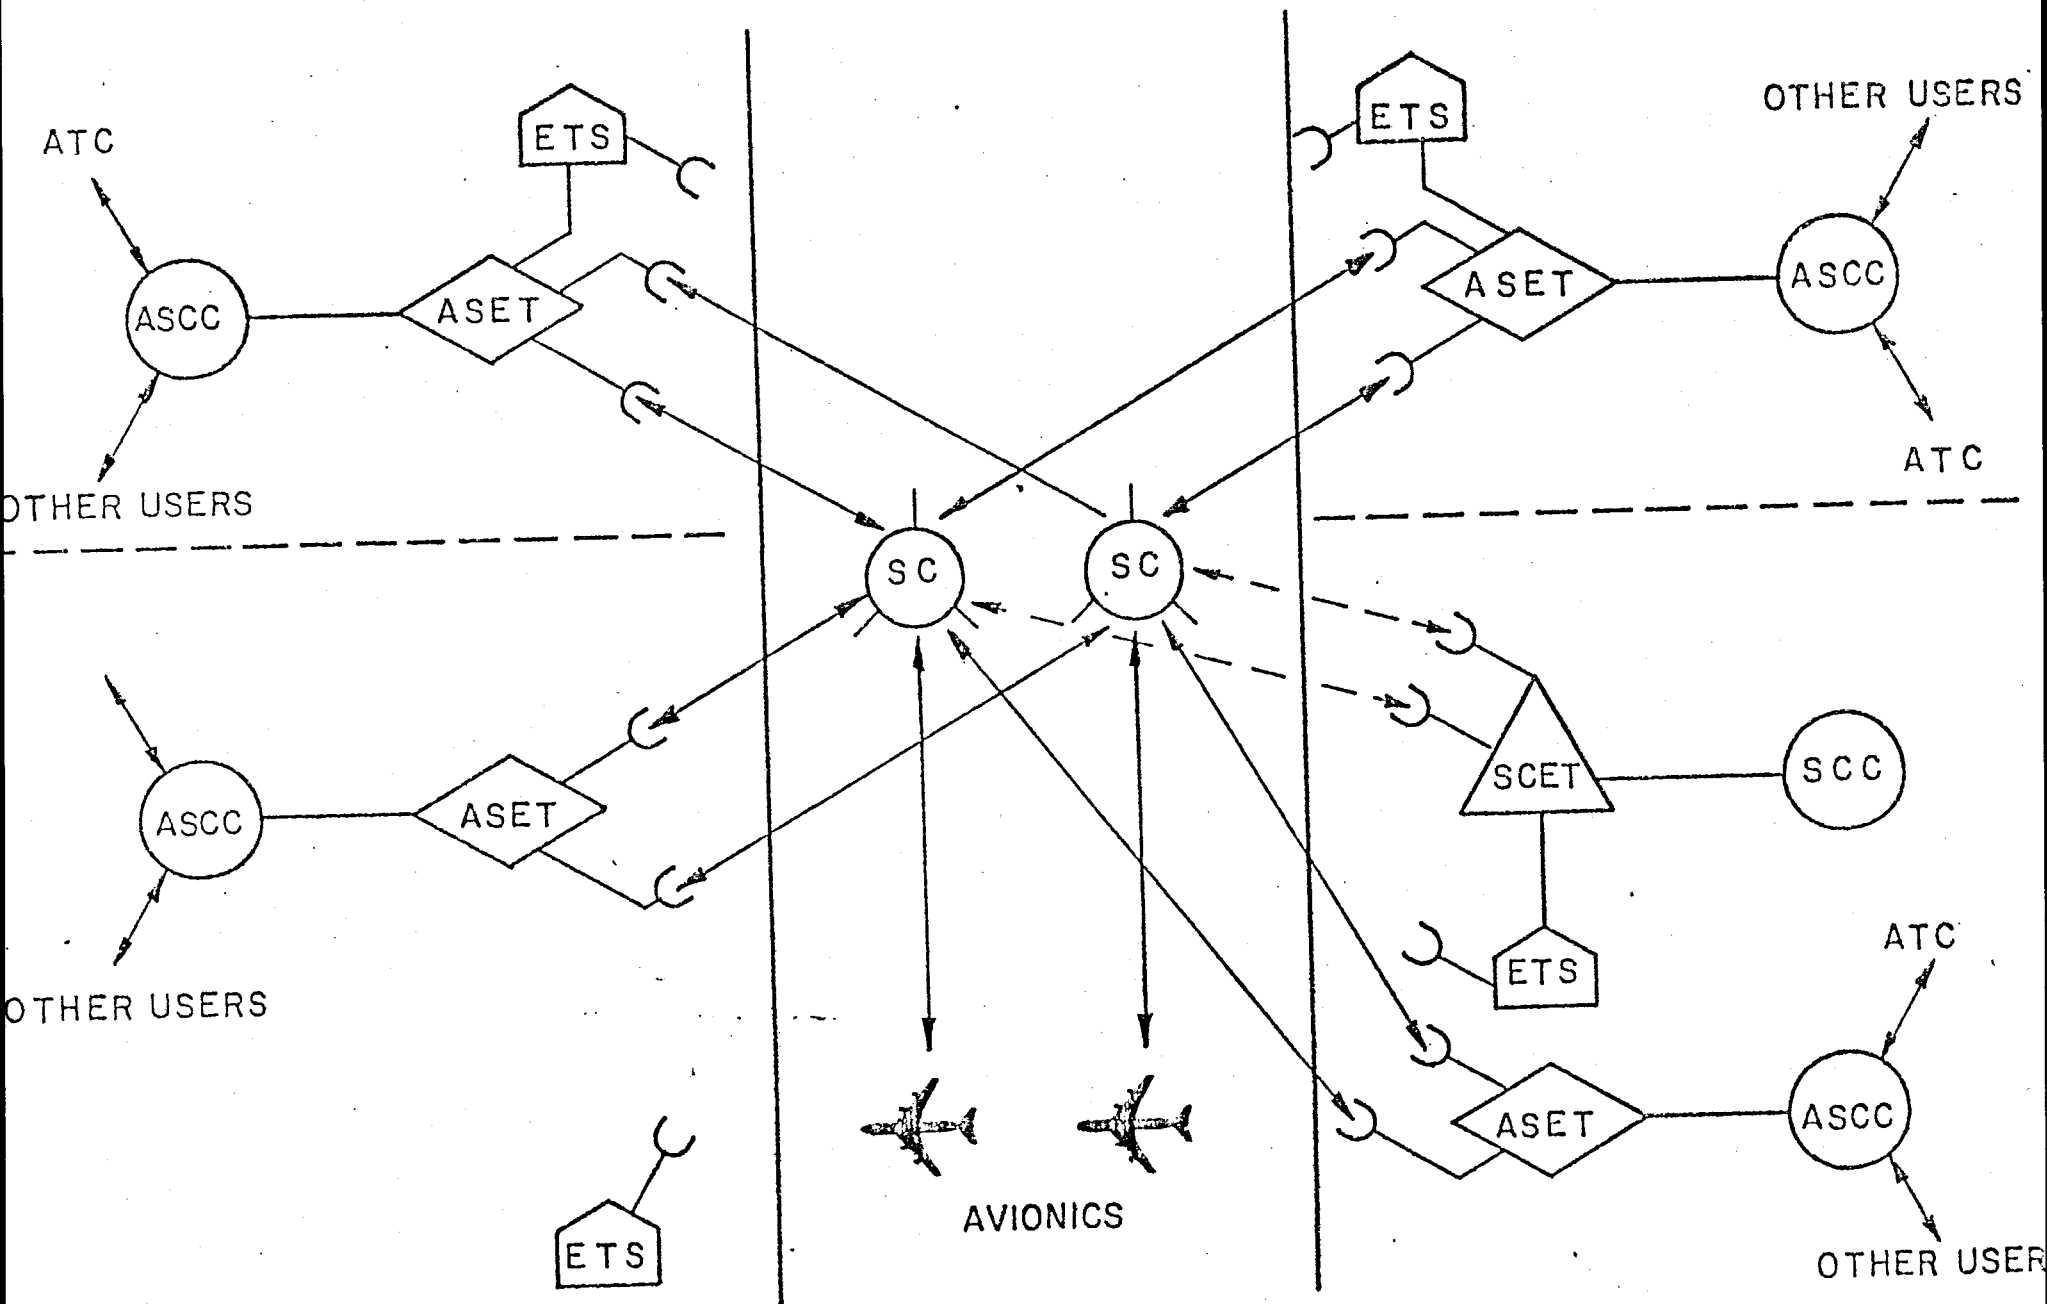 ATC
ETS
ASCC
ASET
OTHER USERS
ETS
OTHER USERS
ASET
ASCC
ATC
SC
SC
ASCC
ASET
OTHER USERS
SCET
SCC
ETS
ATC
ASET
ASCC
OTHER USER
ETS
AVIONICS